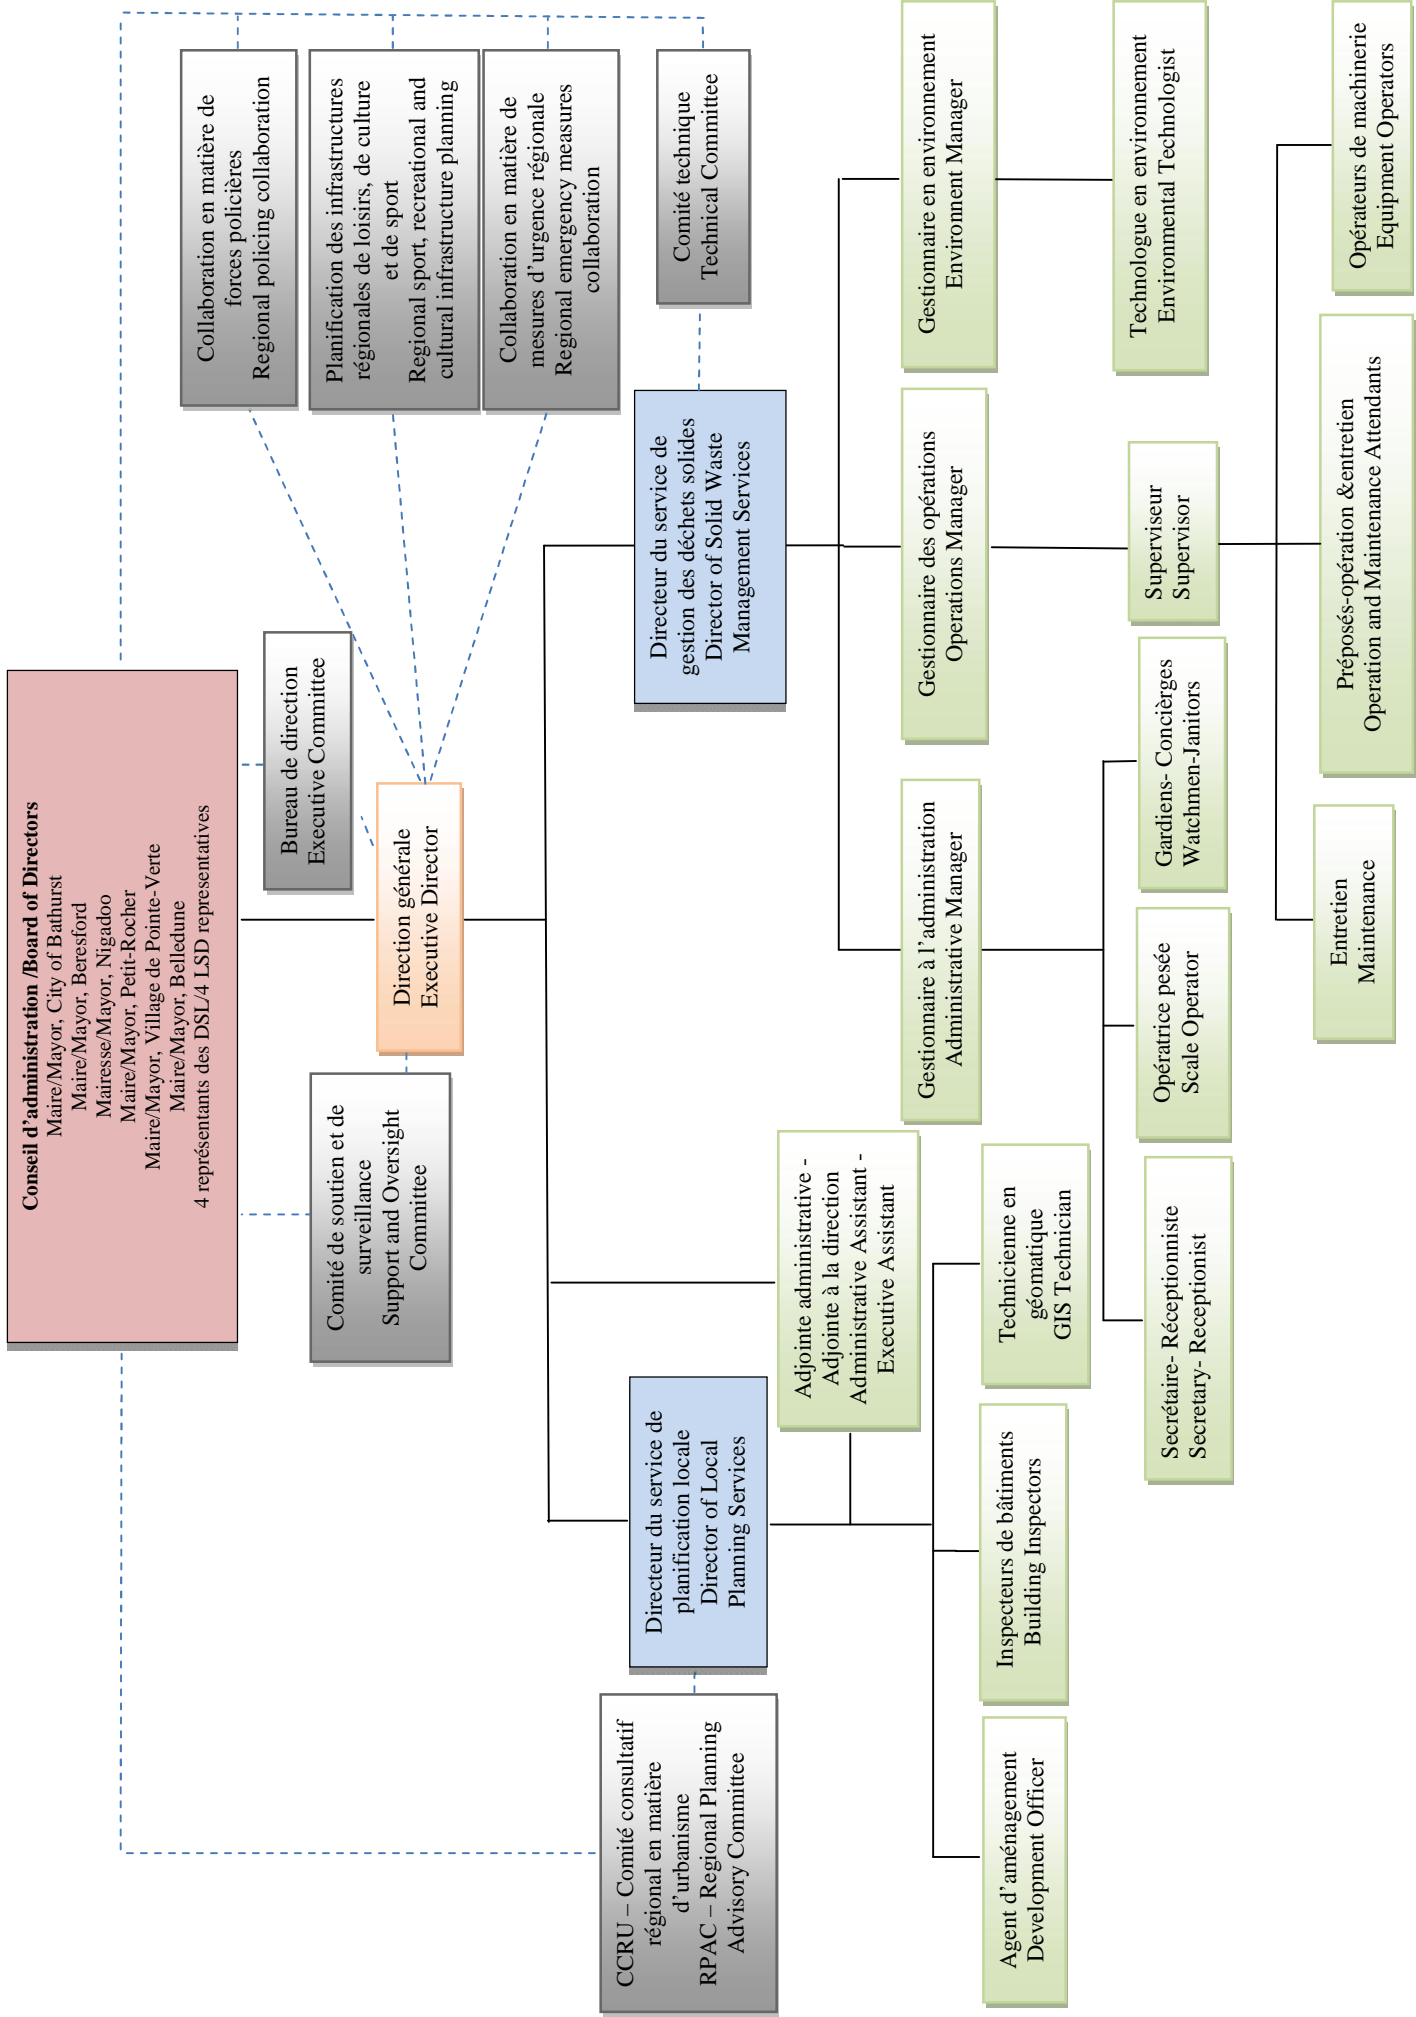 Conseil d'administration /Board of Directors
Maire/Mayor, City of Bathurst
Maire/Mayor, Beresford
Mairesse/Mayor, Nigadoo
Maire/Mayor, Petit-Rocher
Maire/Mayor, Village de Pointe-Verte
Maire/Mayor, Belledune
4 représentants des DSL/4 LSD representatives
Collaboration en matière de
forces policières
Regional policing collaboration
Bureau de direction
Executive Committee
Comité de soutien et de
surveillance
Support and Oversight
Committee
Planification des infrastructures
régionales de loisirs, de culture
et de sport
Regional sport, recreational and
cultural infrastructure planning
Direction générale
Executive Director
Collaboration en matière de
mesures d'urgence régionale
Regional emergency measures
collaboration
CCRU – Comité consultatif
régional en matière
d'urbanisme
RPAC – Regional Planning
Advisory Committee
Directeur du service de
planification locale
Director of Local
Planning Services
Directeur du service de
gestion des déchets solides
Director of Solid Waste
Management Services
Comité technique
Technical Committee
Adjointe administrative -
Adjointe à la direction
Administrative Assistant -
Executive Assistant
Gestionnaire à l'administration
Administrative Manager
Gestionnaire des opérations
Operations Manager
Gestionnaire en environnement
Environment Manager
Agent d'aménagement
Development Officer
Inspecteurs de bâtiments
Building Inspectors
Technicienne en
géomatique
GIS Technician
Secrétaire- Réceptionniste
Secretary- Receptionist
Opératrice pesée
Scale Operator
Gardiens- Concièrges
Watchmen-Janitors
Superviseur
Supervisor
Technologue en environnement
Environmental Technologist
Entretien
Maintenance
Préposés-opération &entretien
Operation and Maintenance Attendants
Opérateurs de machinerie
Equipment Operators